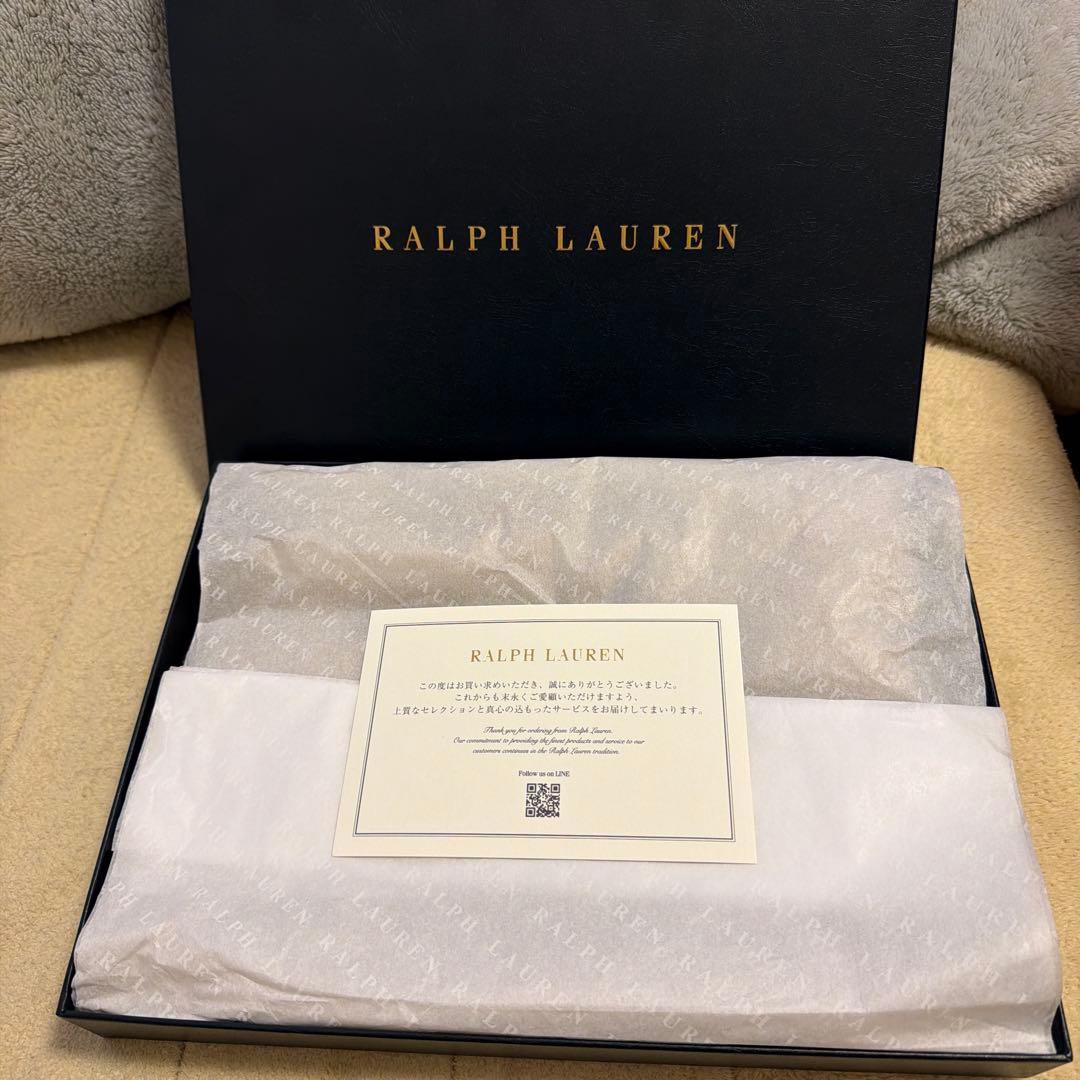 RALPH LAUREN
RALPH LAUREN
この度はお買い求めいただき、誠にありがとうございました。
これからも末永くご愛顧いただけますよう、
上質なセレクションと真心の込もったサービスをお届けしてまいります。
Thank you for ordering from Ralph Lauren.
Our commitment to providing the finest products and service to our
customers continues in the Ralph Lauren tradition.
Follow us on LINE
RALPH LAUREN RALPH LAUREN